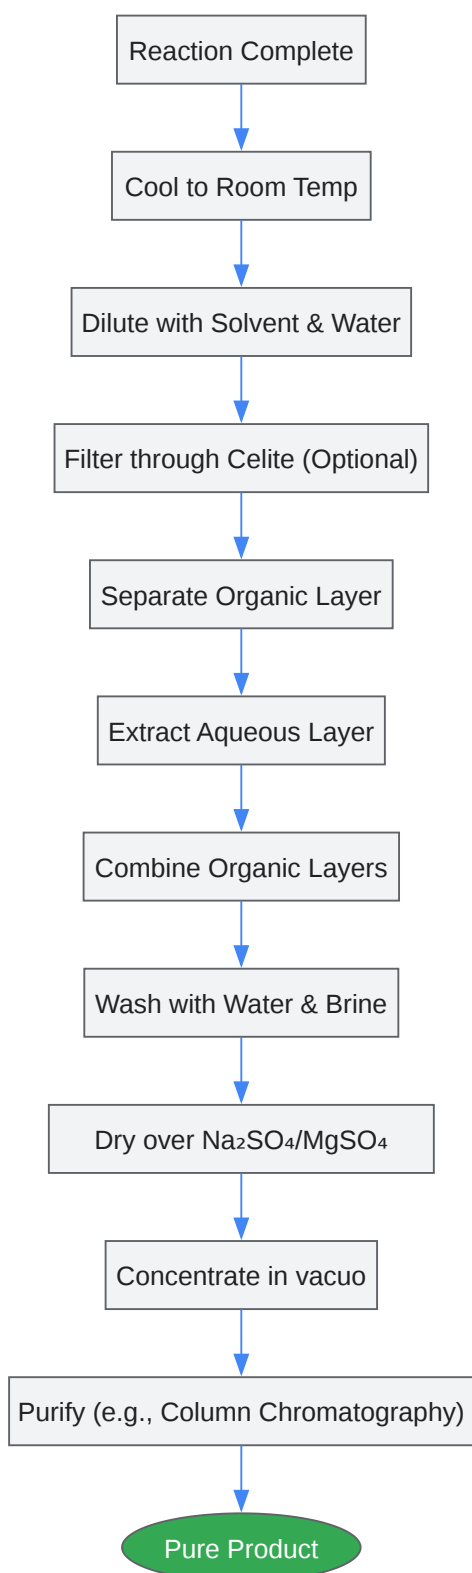 Reaction Complete
Cool to Room Temp
Dilute with Solvent & Water
Filter through Celite (Optional)
Separate Organic Layer
Extract Aqueous Layer
Combine Organic Layers
Wash with Water & Brine
Dry over Na₂SO₄/MgSO₄
Concentrate in vacuo
Purify (e.g., Column Chromatography)
Pure Product